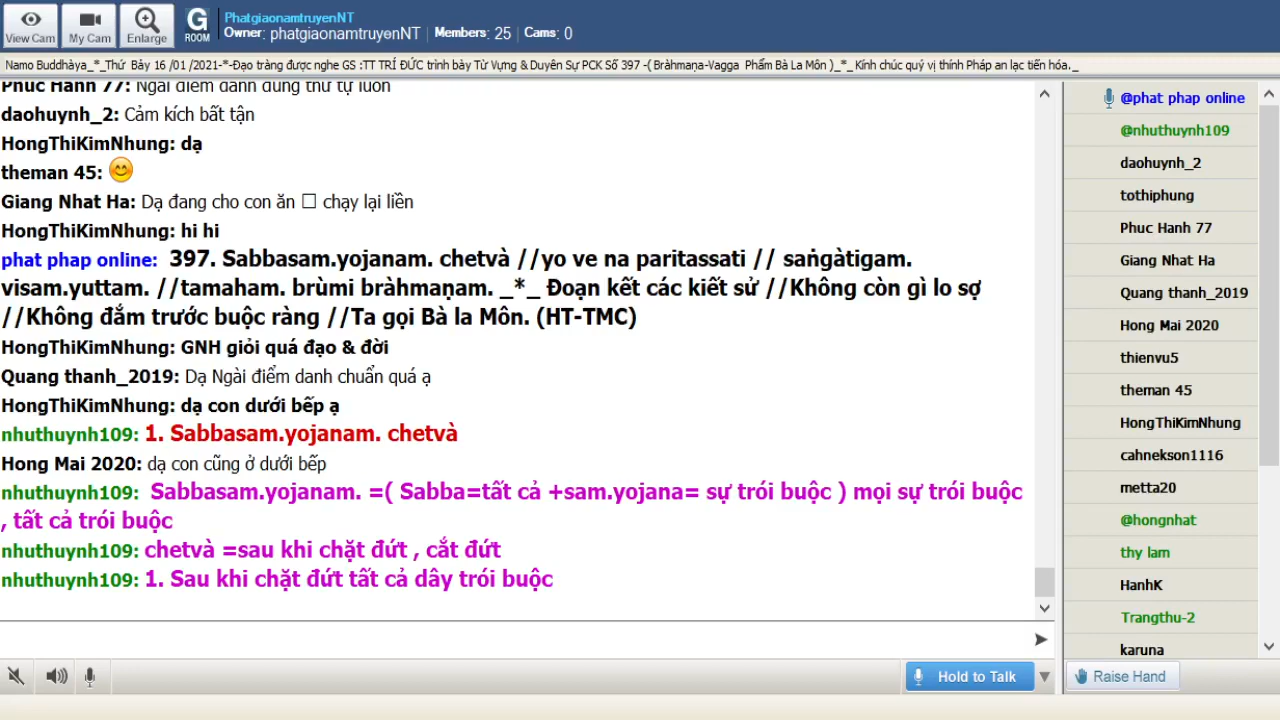 View Cam
My Cam
Enlarge
G
ROOM
PhatgiaonamtruyenNT
Owner: phatgiaonamtruyenNT | Members: 25 | Cams: 0
Namo Buddhàya_*_Thứ Bảy 16 /01 /2021-*-Đạo tràng được nghe GS :TT TRÍ ĐỨC trình bày Từ Vựng & Duyên Sự PCK Số 397 -( Bràhmaṇa-Vagga Phẩm Bà La Môn )_*_ Kính chúc quý vị thính Pháp an lạc tiến hóa._
Phuc Hanh 77: Ngài điểm danh đúng thứ tự luôn
daohuynh_2: Cảm kích bất tận
HongThiKimNhung: dạ
theman 45: 😊
Giang Nhat Ha: Dạ đang cho con ăn □ chạy lại liền
HongThiKimNhung: hi hi
phat phap online: 397. Sabbasam.yojanam. chetvà //yo ve na paritassati // saṅgàtigam.
visam.yuttam. //tamaham. brùmi bràhmaṇam. _*_ Đoạn kết các kiết sử //Không còn gì lo sợ
//Không đắm trước buộc ràng //Ta gọi Bà la Môn. (HT-TMC)
HongThiKimNhung: GNH giỏi quá đạo & đời
Quang thanh_2019: Dạ Ngài điểm danh chuẩn quá ạ
HongThiKimNhung: dạ con dưới bếp ạ
nhuthuynh109: 1. Sabbasam.yojanam. chetvà
Hong Mai 2020: dạ con cũng ở dưới bếp
nhuthuynh109: Sabbasam.yojanam. =( Sabba=tất cả +sam.yojana= sự trói buộc ) mọi sự trói buộc
, tất cả trói buộc
nhuthuynh109: chetvà =sau khi chặt đứt , cắt đứt
nhuthuynh109: 1. Sau khi chặt đứt tất cả dây trói buộc
@phat phap online
@nhuthuynh109
daohuynh_2
tothiphung
Phuc Hanh 77
Giang Nhat Ha
Quang thanh_2019
Hong Mai 2020
thienvu5
theman 45
HongThiKimNhung
cahnekson1116
metta20
@hongnhat
thy lam
HanhK
Trangthu-2
karuna
Hold to Talk
Raise Hand